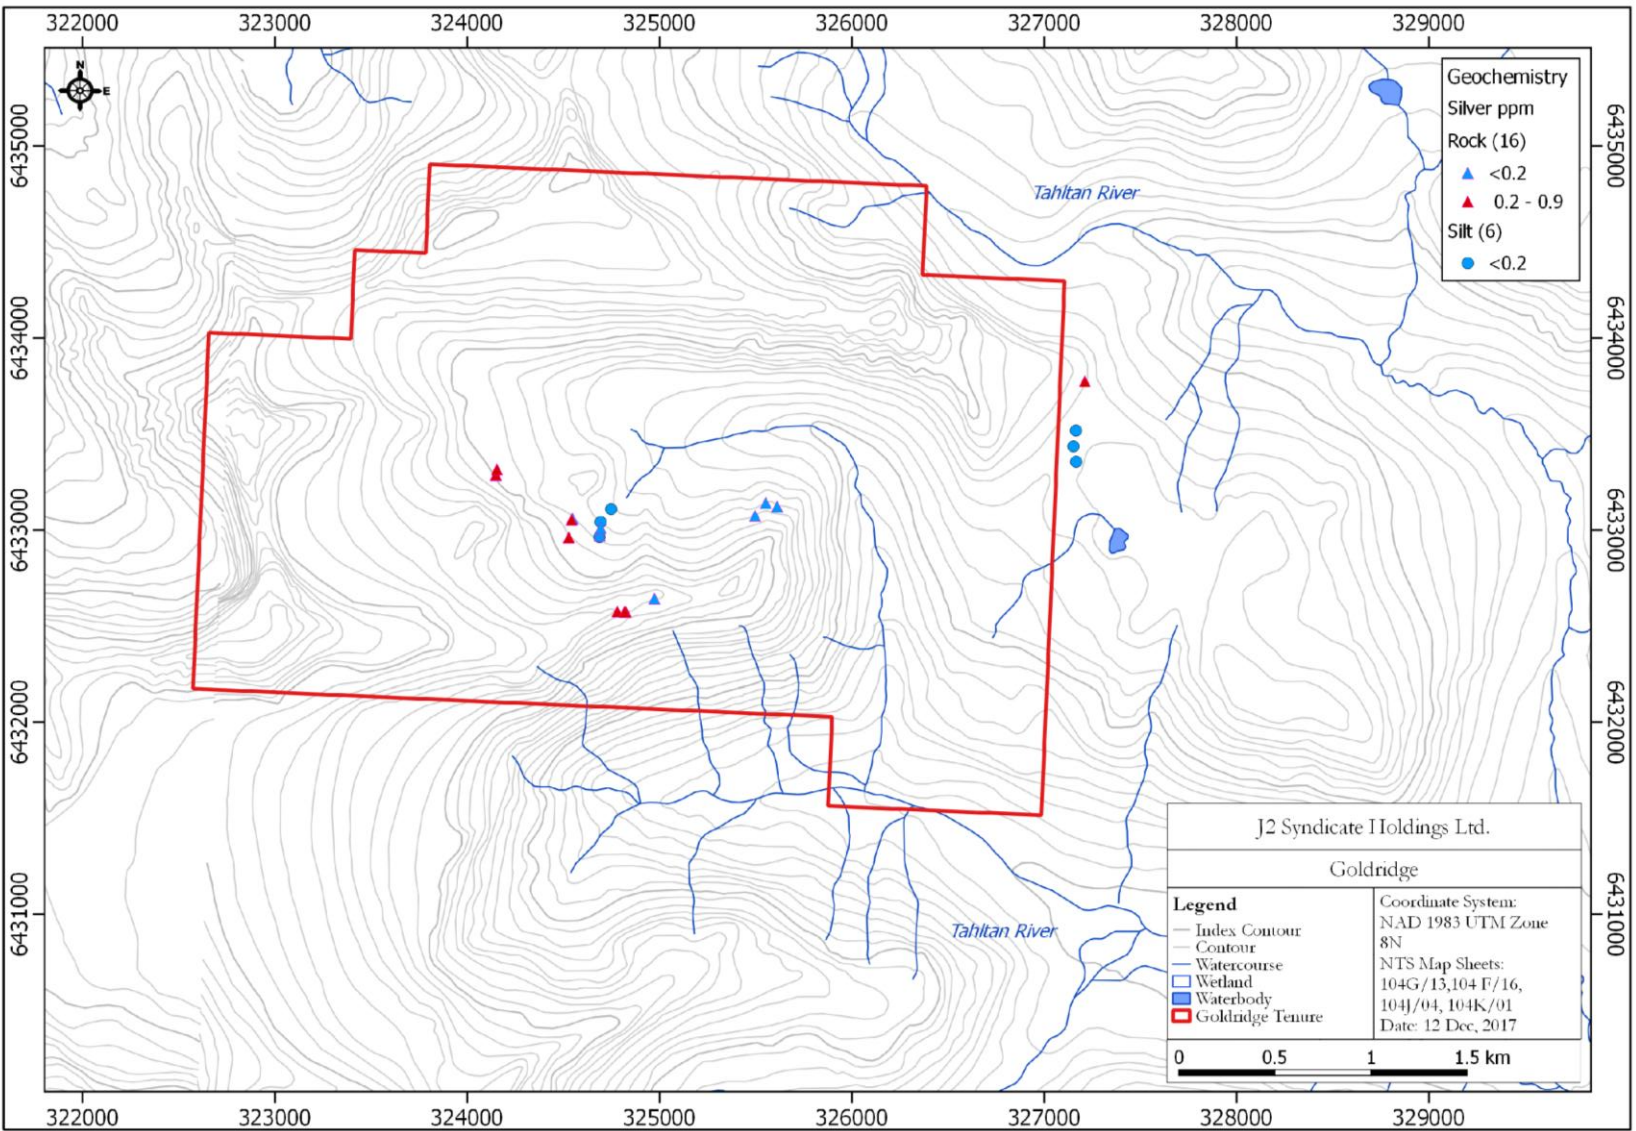 322000 323000 324000 325000 326000 327000 328000 329000
N
E
Geochemistry
Silver ppm
Rock (16)
<0.2
0.2 - 0.9
Silt (6)
<0.2
6435000
6435000
Tahltan River
6434000
6434000
6433000
6433000
6432000
6432000
6431000
6431000
Tahltan River
J2 Syndicate Holdings Ltd.
Goldridge
Legend
Index Contour
Contour
Watercourse
Wetland
Waterbody
Goldridge Tenure
Coordinate System:
NAD 1983 UTM Zone
8N
NTS Map Sheets:
104G/13,104 F/16,
104J/04, 104K/01
Date: 12 Dec, 2017
0 0.5 1 1.5 km
322000 323000 324000 325000 326000 327000 328000 329000